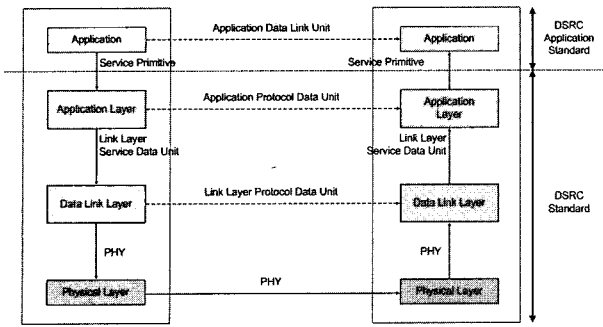 Application
Application Data Link Unit
Application
DSRC
Application
Standard
Service Primitive
Service Primitive
Application Layer
Application Protocol Data Unit
Application
Layer
Link Layer
Service Data Unit
Link Layer
Service Data Unit
Data Link Layer
Link Layer Protocol Data Unit
Data Link Layer
DSRC
Standard
PHY
PHY
Physical Layer
PHY
Physical Layer